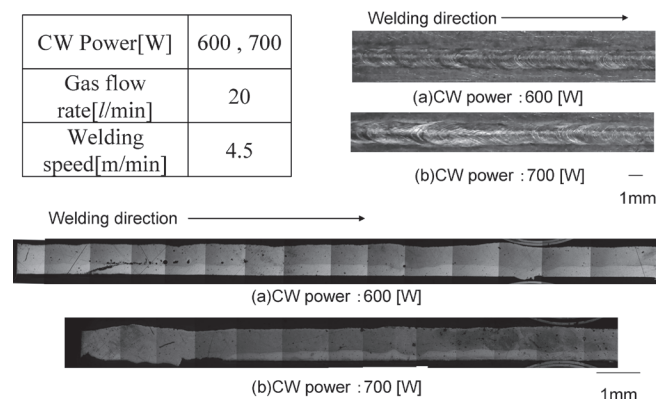 CW Power[W] 600 , 700
Gas flow
rate[l/min] 20
Welding
speed[m/min] 4.5
Welding direction
(a)CW power : 600 [W]
(b)CW power : 700 [W]
1mm
Welding direction
(a)CW power : 600 [W]
(b)CW power : 700 [W]
1mm